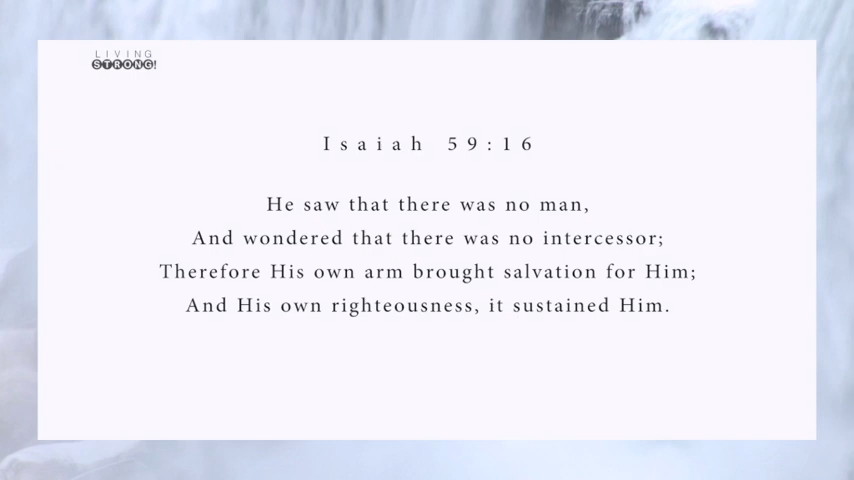 LIVING
STRONG!
Isaiah 59:16
He saw that there was no man,
And wondered that there was no intercessor;
Therefore His own arm brought salvation for Him;
And His own righteousness, it sustained Him.